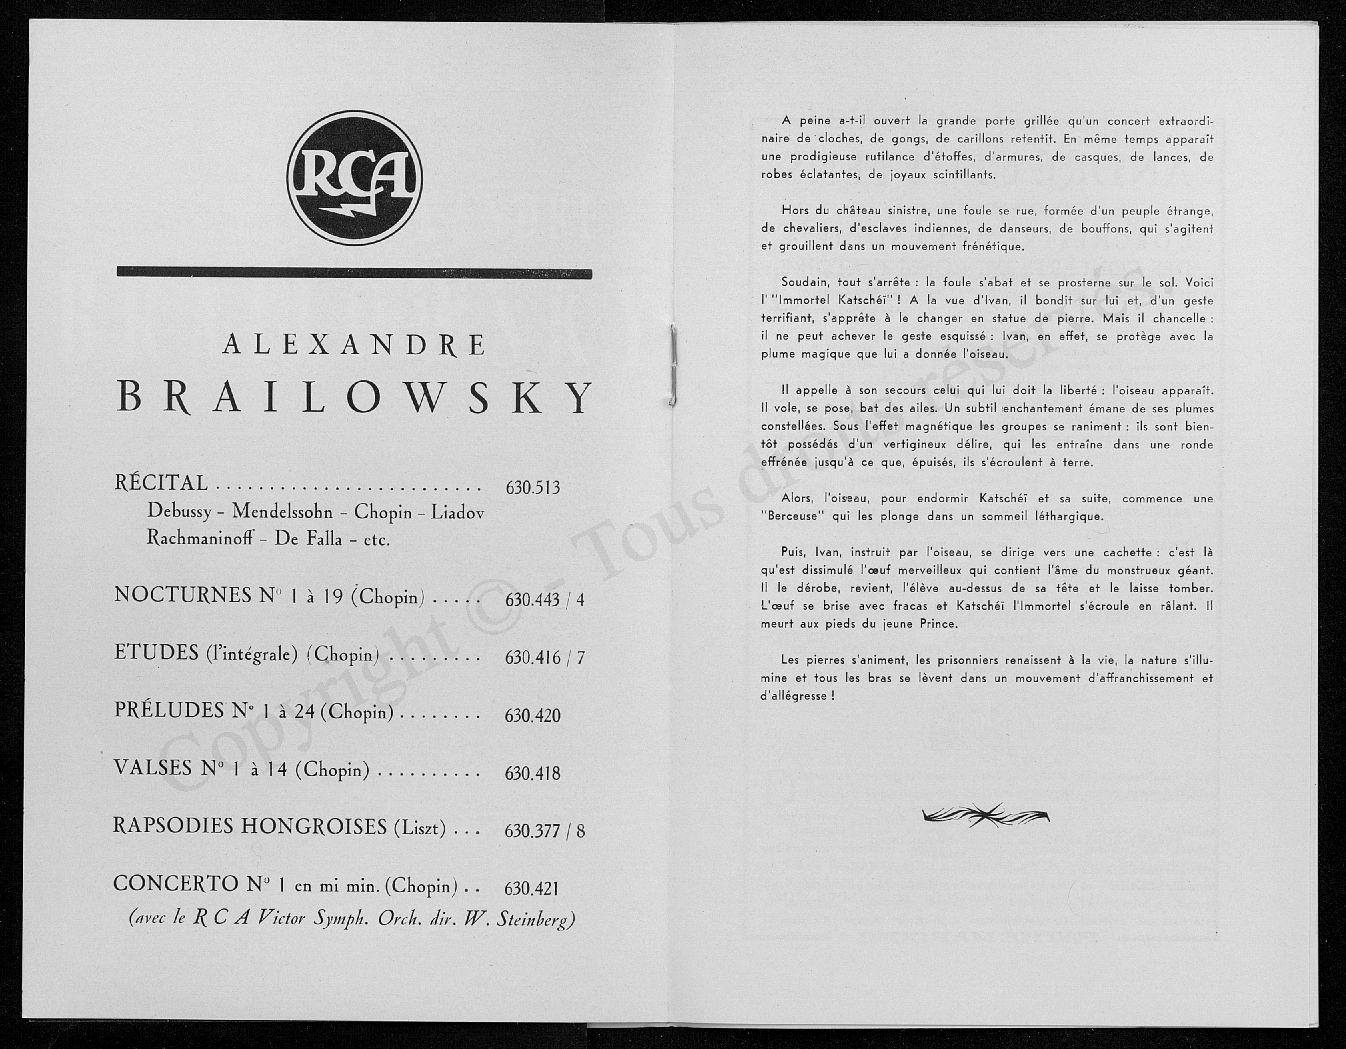 RCA
ALEXANDRE
BRAILOWSKY
RÉCITAL ......................... 630.513
Debussy - Mendelssohn - Chopin - Liadov
Rachmaninoff - De Falla - etc.
NOCTURNES N° 1 à 19 (Chopin) ..... 630.443 / 4
ETUDES (l'intégrale) (Chopin) ......... 630.416 / 7
PRÉLUDES N° 1 à 24 (Chopin) ........ 630.420
VALSES N° 1 à 14 (Chopin) .......... 630.418
RAPSODIES HONGROISES (Liszt) ... 630.377 / 8
CONCERTO N° 1 en mi min. (Chopin) .. 630.421
(avec le R C A Victor Symph. Orch. dir. W. Steinberg)
A peine a-t-il ouvert la grande porte grillée qu'un concert extraordi-
naire de cloches, de gongs, de carillons retentit. En même temps apparaît
une prodigieuse rutilance d'étoffes, d'armures, de casques, de lances, de
robes éclatantes, de joyaux scintillants.
Hors du château sinistre, une foule se rue, formée d'un peuple étrange,
de chevaliers, d'esclaves indiennes, de danseurs, de bouffons, qui s'agitent
et grouillent dans un mouvement frénétique.
Soudain, tout s'arrête : la foule s'abat et se prosterne sur le sol. Voici
l'"Immortel Katschéï" ! A la vue d'Ivan, il bondit sur lui et, d'un geste
terrifiant, s'apprête à le changer en statue de pierre. Mais il chancelle :
il ne peut achever le geste esquissé : Ivan, en effet, se protège avec la
plume magique que lui a donnée l'oiseau.
Il appelle à son secours celui qui lui doit la liberté : l'oiseau apparaît.
Il vole, se pose, bat des ailes. Un subtil enchantement émane de ses plumes
constellées. Sous l'effet magnétique les groupes se raniment : ils sont bien-
tôt possédés d'un vertigineux délire, qui les entraîne dans une ronde
effrénée jusqu'à ce que, épuisés, ils s'écroulent à terre.
Alors, l'oiseau, pour endormir Katschéï et sa suite, commence une
"Berceuse" qui les plonge dans un sommeil léthargique.
Puis, Ivan, instruit par l'oiseau, se dirige vers une cachette : c'est là
qu'est dissimulé l'œuf merveilleux qui contient l'âme du monstrueux géant.
Il le dérobe, revient, l'élève au-dessus de sa tête et le laisse tomber.
L'œuf se brise avec fracas et Katschéï l'Immortel s'écroule en râlant. Il
meurt aux pieds du jeune Prince.
Les pierres s'animent, les prisonniers renaissent à la vie, la nature s'illu-
mine et tous les bras se lèvent dans un mouvement d'affranchissement et
d'allégresse !
Copyright © - Tous droits réservés.